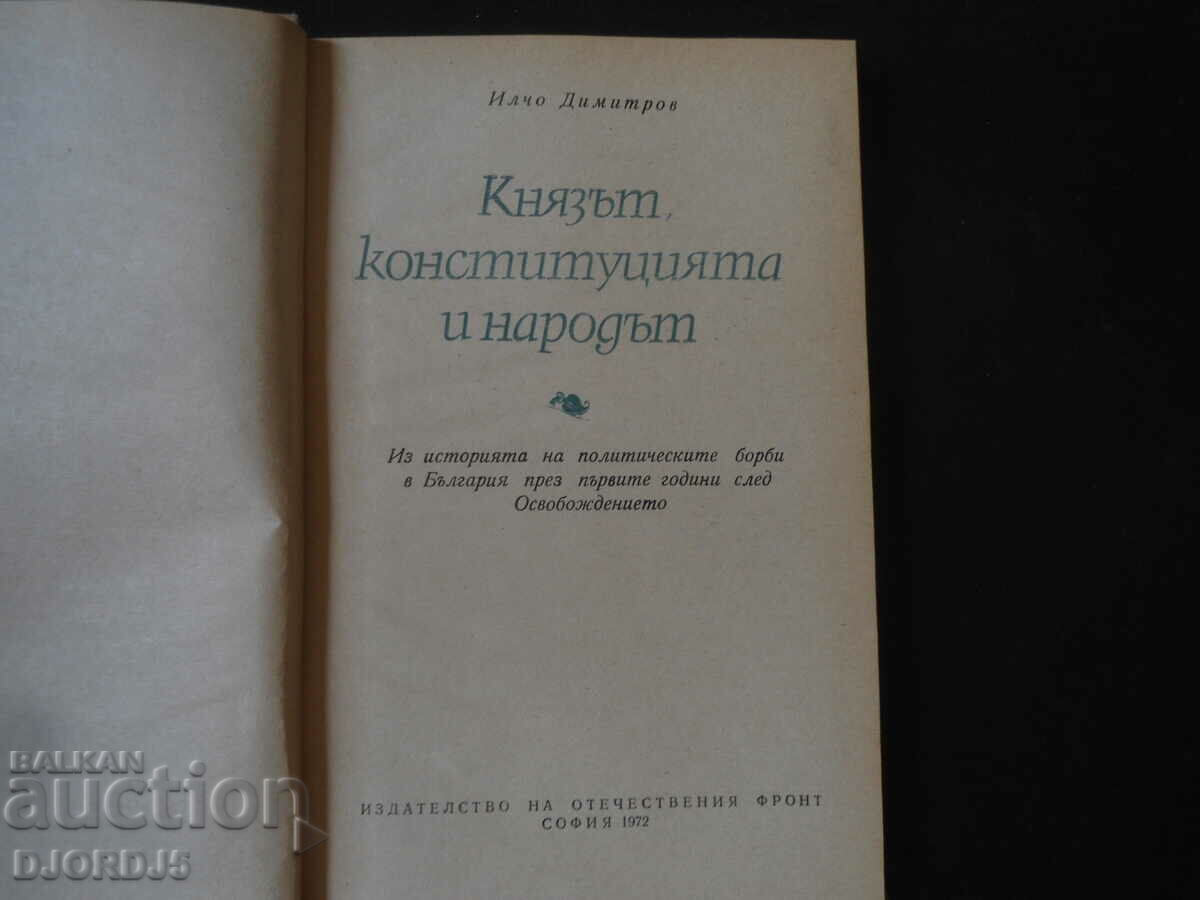 Илчо Димитров
Князът,
конституцията
и народът
Из историята на политическите борби
в България през първите години след
Освобождението
ИЗДАТЕЛСТВО НА ОТЕЧЕСТВЕНИЯ ФРОНТ
СОФИЯ 1972
BALKAN
auction
DJORDJ5